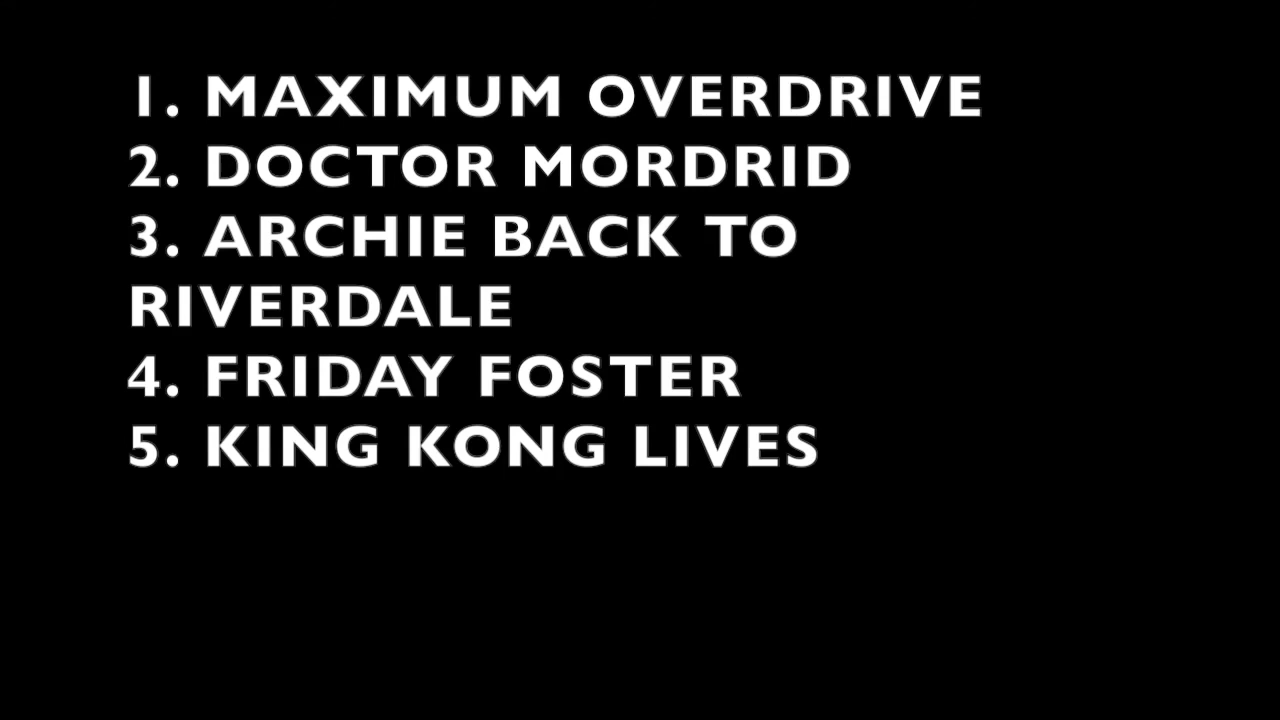 1. MAXIMUM OVERDRIVE
2. DOCTOR MORDRID
3. ARCHIE BACK TO
RIVERDALE
4. FRIDAY FOSTER
5. KING KONG LIVES